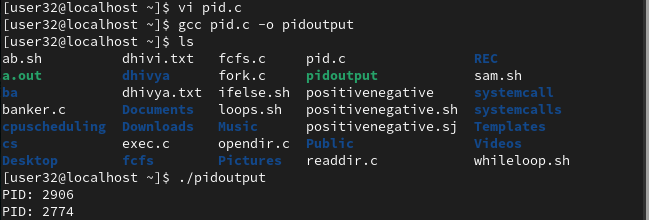 [user32@localhost ~]$ vi pid.c
[user32@localhost ~]$ gcc pid.c -o pidoutput
[user32@localhost ~]$ ls
ab.sh dhivi.txt fcfs.c pid.c REC
a.out dhivya fork.c pidoutput sam.sh
ba dhivya.txt ifelse.sh positivenegative systemcall
banker.c Documents loops.sh positivenegative.sh systemcalls
cpuscheduling Downloads Music positivenegative.sj Templates
cs exec.c opendir.c Public Videos
Desktop fcfs Pictures readdir.c whileloop.sh
[user32@localhost ~]$ ./pidoutput
PID: 2906
PID: 2774